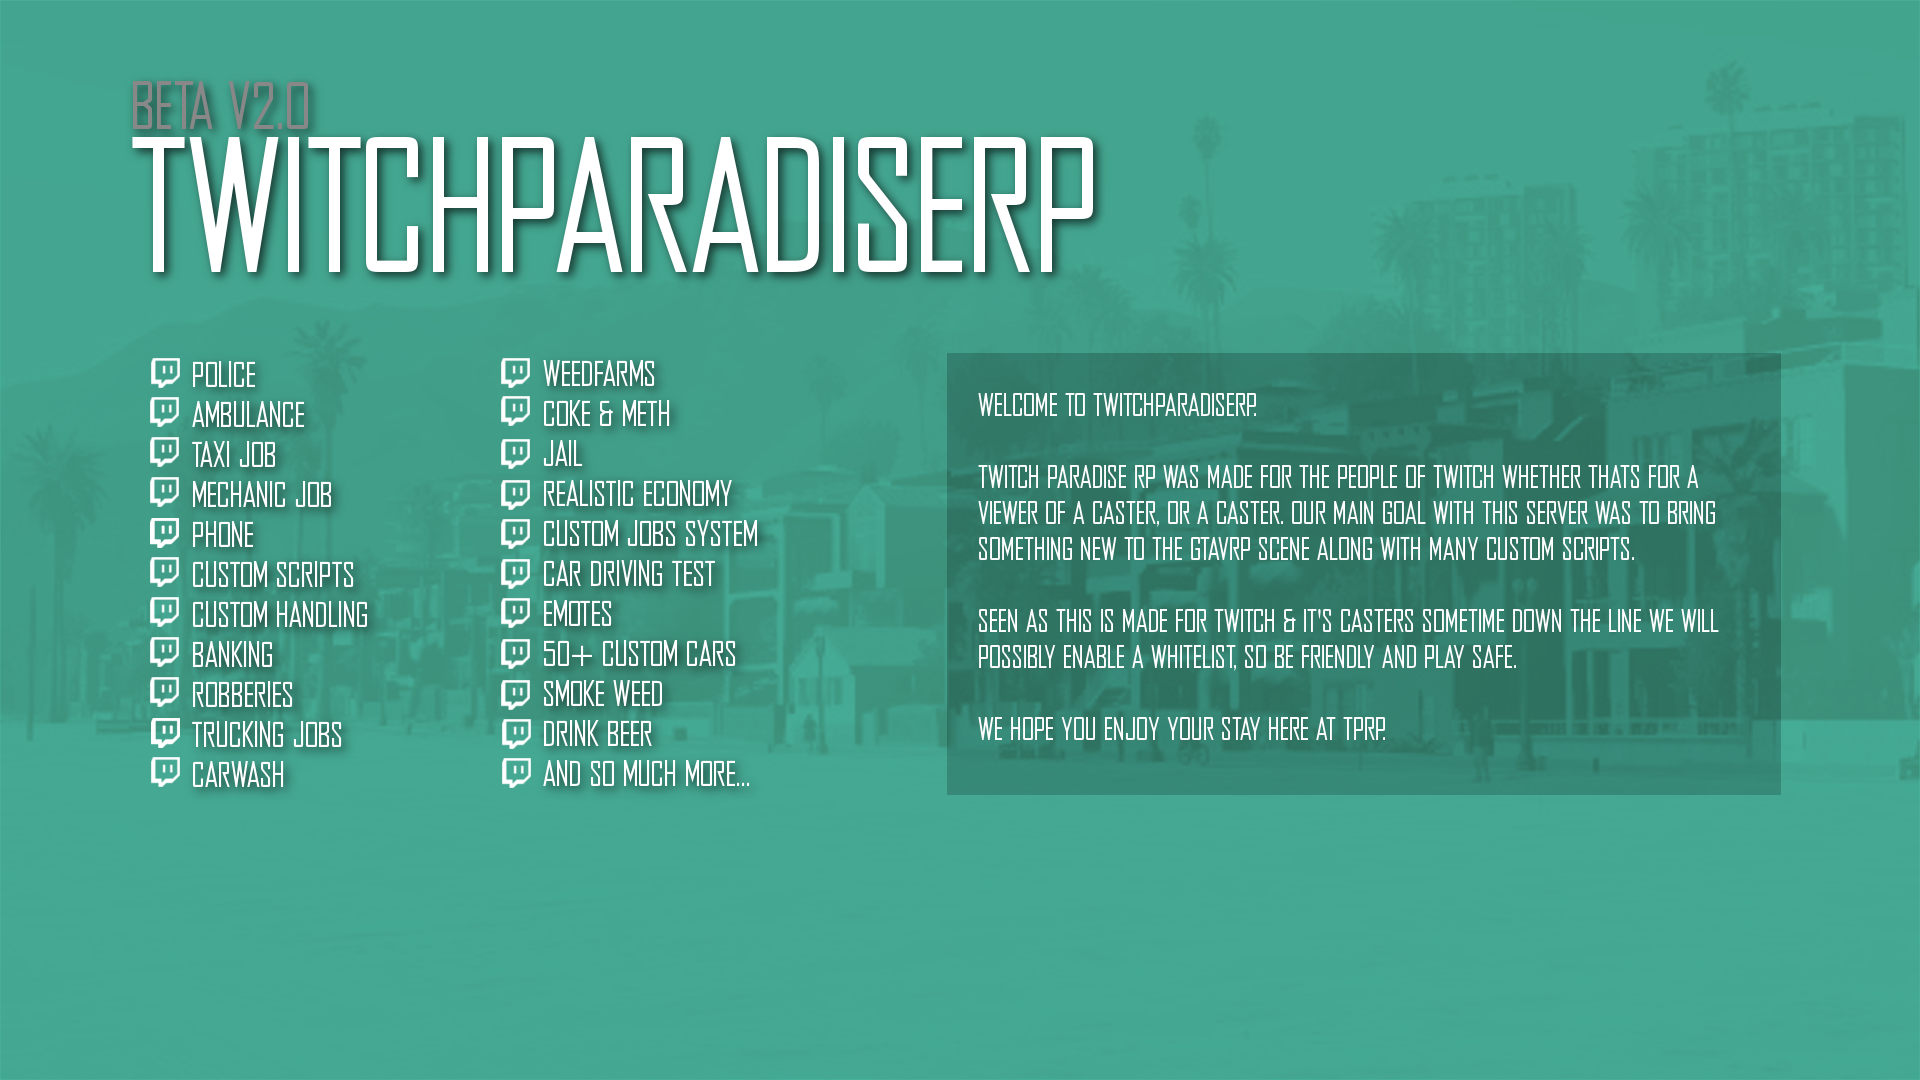 BETA V2.0
TWITCHPARADISERP
POLICE
AMBULANCE
TAXI JOB
MECHANIC JOB
PHONE
CUSTOM SCRIPTS
CUSTOM HANDLING
BANKING
ROBBERIES
TRUCKING JOBS
CARWASH
WEEDFARMS
COKE & METH
JAIL
REALISTIC ECONOMY
CUSTOM JOBS SYSTEM
CAR DRIVING TEST
EMOTES
50+ CUSTOM CARS
SMOKE WEED
DRINK BEER
AND SO MUCH MORE...
WELCOME TO TWITCHPARADISERP.
TWITCH PARADISE RP WAS MADE FOR THE PEOPLE OF TWITCH WHETHER THATS FOR A
VIEWER OF A CASTER, OR A CASTER. OUR MAIN GOAL WITH THIS SERVER WAS TO BRING
SOMETHING NEW TO THE GTAVRP SCENE ALONG WITH MANY CUSTOM SCRIPTS.
SEEN AS THIS IS MADE FOR TWITCH & IT'S CASTERS SOMETIME DOWN THE LINE WE WILL
POSSIBLY ENABLE A WHITELIST, SO BE FRIENDLY AND PLAY SAFE.
WE HOPE YOU ENJOY YOUR STAY HERE AT TPRP.